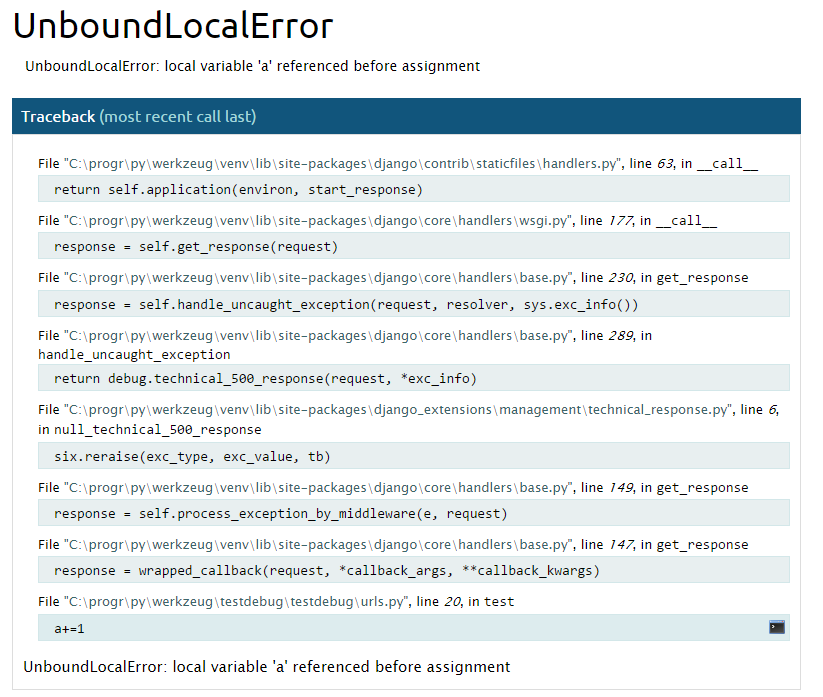 UnboundLocalError
UnboundLocalError: local variable 'a' referenced before assignment
Traceback (most recent call last)
File "C:\progr\py\werkzeug\venv\lib\site-packages\django\contrib\staticfiles\handlers.py", line 63, in __call__
return self.application(environ, start_response)
File "C:\progr\py\werkzeug\venv\lib\site-packages\django\core\handlers\wsgi.py", line 177, in __call__
response = self.get_response(request)
File "C:\progr\py\werkzeug\venv\lib\site-packages\django\core\handlers\base.py", line 230, in get_response
response = self.handle_uncaught_exception(request, resolver, sys.exc_info())
File "C:\progr\py\werkzeug\venv\lib\site-packages\django\core\handlers\base.py", line 289, in
handle_uncaught_exception
return debug.technical_500_response(request, *exc_info)
File "C:\progr\py\werkzeug\venv\lib\site-packages\django_extensions\management\technical_response.py", line 6,
in null_technical_500_response
six.reraise(exc_type, exc_value, tb)
File "C:\progr\py\werkzeug\venv\lib\site-packages\django\core\handlers\base.py", line 149, in get_response
response = self.process_exception_by_middleware(e, request)
File "C:\progr\py\werkzeug\venv\lib\site-packages\django\core\handlers\base.py", line 147, in get_response
response = wrapped_callback(request, *callback_args, **callback_kwargs)
File "C:\progr\py\werkzeug\testdebug\testdebug\urls.py", line 20, in test
a+=1
UnboundLocalError: local variable 'a' referenced before assignment